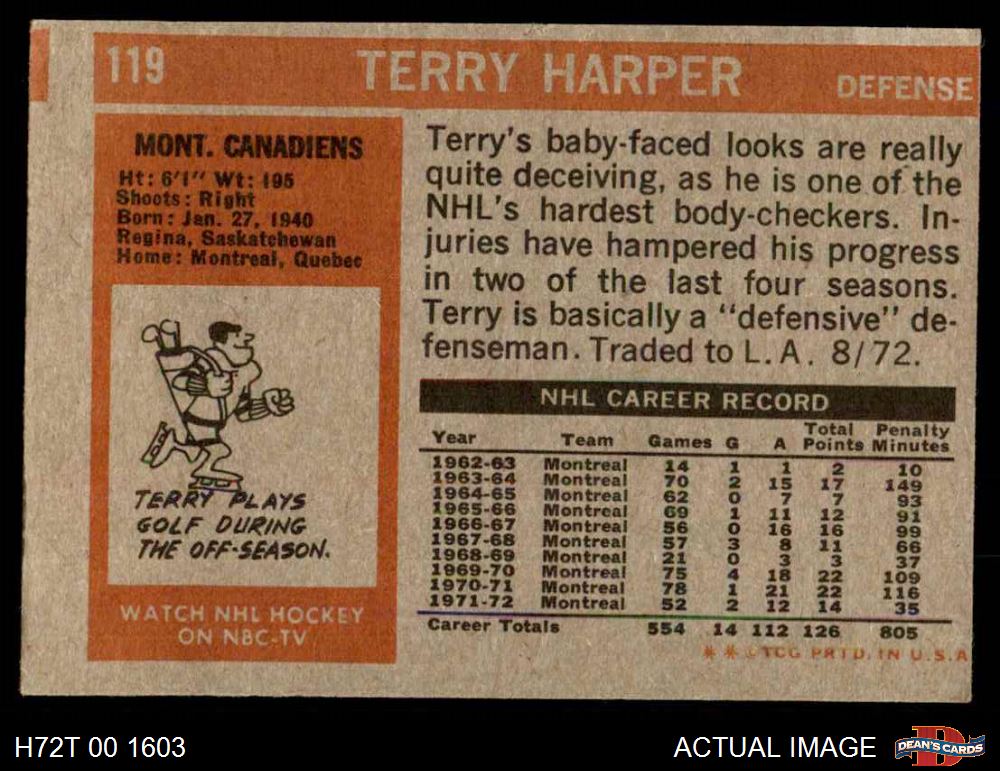 119 TERRY HARPER DEFENSE
MONT. CANADIENS
Ht: 6'1" Wt: 195
Shoots: Right
Born: Jan. 27, 1940
Regina, Saskatchewan
Home: Montreal, Quebec
TERRY PLAYS
GOLF DURING
THE OFF-SEASON.
WATCH NHL HOCKEY
ON NBC-TV
Terry's baby-faced looks are really
quite deceiving, as he is one of the
NHL's hardest body-checkers. In-
juries have hampered his progress
in two of the last four seasons.
Terry is basically a "defensive" de-
fenseman. Traded to L.A. 8/72.
NHL CAREER RECORD
Year Team Games G A Total Points Penalty Minutes
1962-63 Montreal 14 1 1 2 10
1963-64 Montreal 70 2 15 17 149
1964-65 Montreal 62 0 7 7 93
1965-66 Montreal 69 1 11 12 91
1966-67 Montreal 56 0 16 16 99
1967-68 Montreal 57 3 8 11 66
1968-69 Montreal 21 0 3 3 37
1969-70 Montreal 75 4 18 22 109
1970-71 Montreal 78 1 21 22 116
1971-72 Montreal 52 2 12 14 35
Career Totals 554 14 112 126 805
* * © TCG PRTD. IN U.S.A
H72T 00 1603 ACTUAL IMAGE DEAN'S CARDS